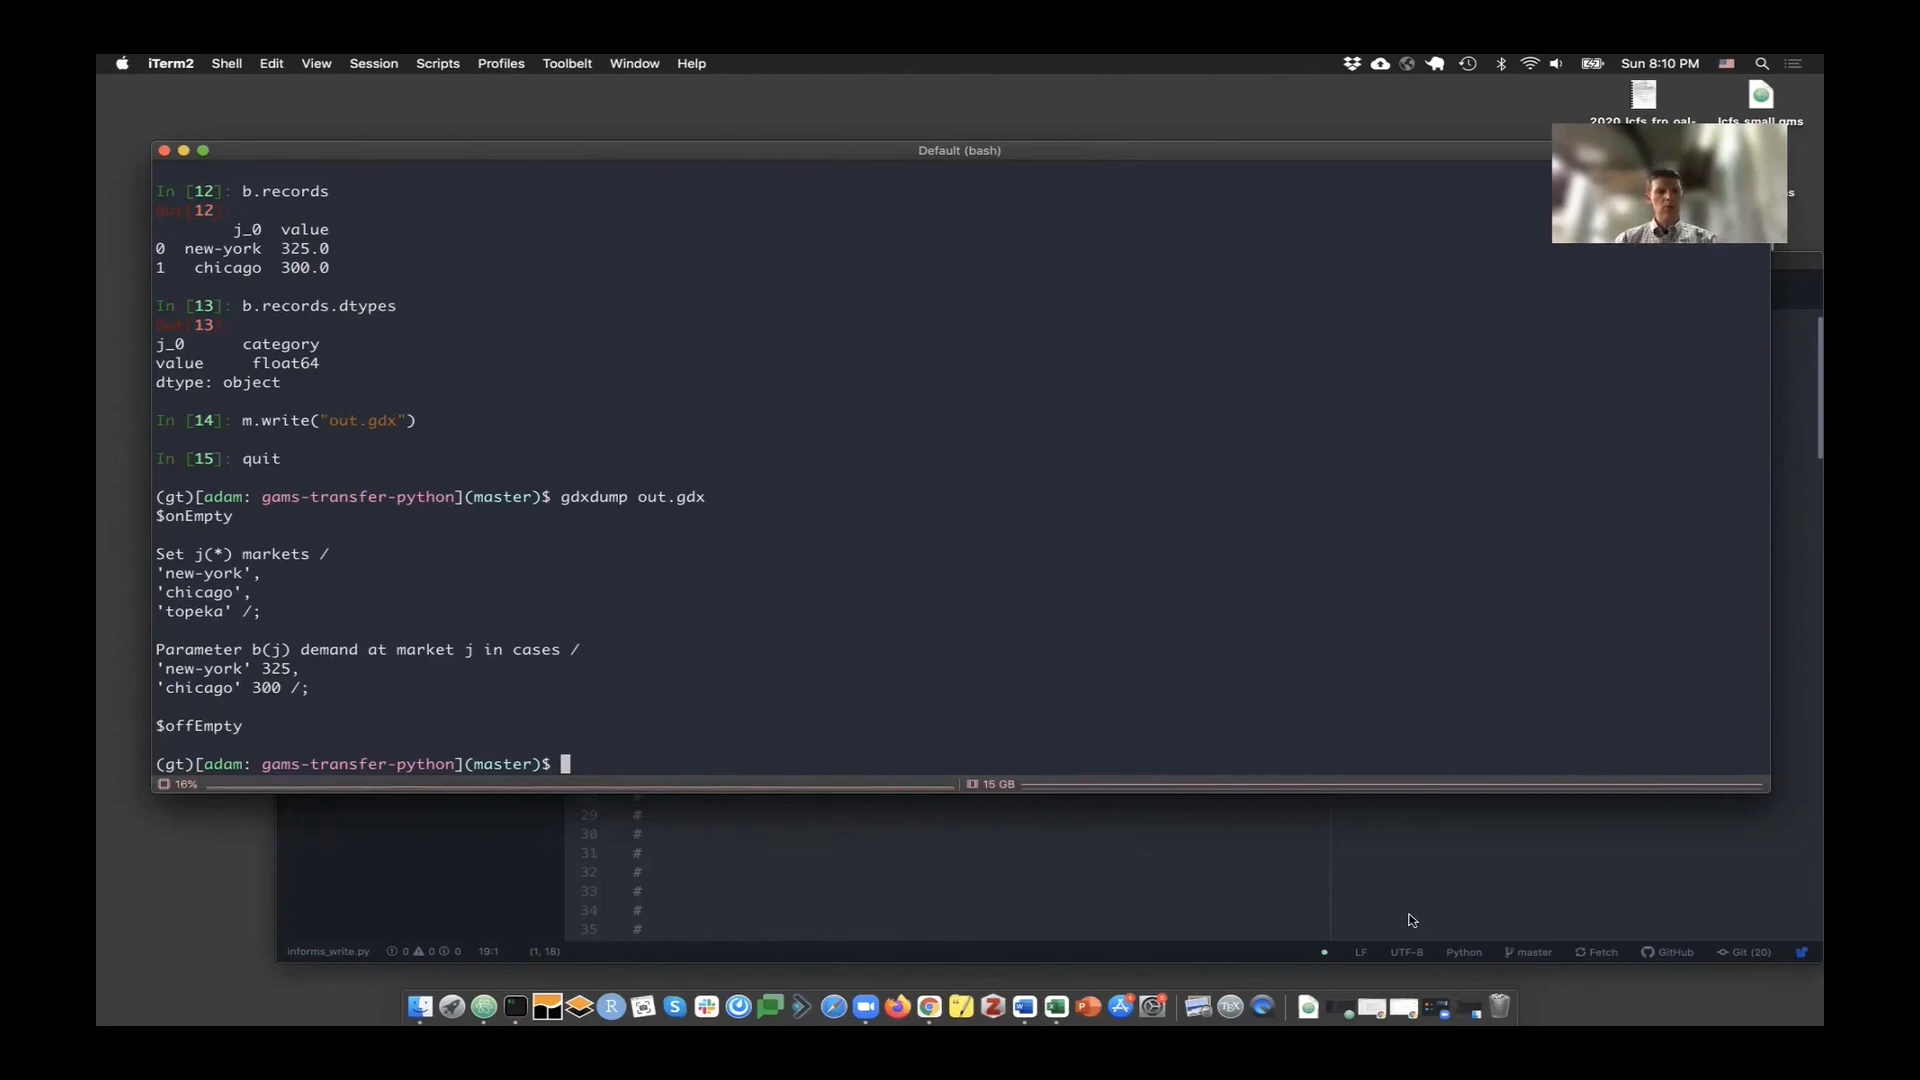 iTerm2 Shell Edit View Session Scripts Profiles Toolbelt Window Help Sun 8:10 PM
Default (bash)
In [12]: b.records
Out[12]:
j_0 value
0 new-york 325.0
1 chicago 300.0
In [13]: b.records.dtypes
Out[13]:
j_0 category
value float64
dtype: object
In [14]: m.write("out.gdx")
In [15]: quit
(gt)[adam: gams-transfer-python](master)$ gdxdump out.gdx
$onEmpty
Set j(*) markets /
'new-york',
'chicago',
'topeka' /;
Parameter b(j) demand at market j in cases /
'new-york' 325,
'chicago' 300 /;
$offEmpty
(gt)[adam: gams-transfer-python](master)$
16% 15 GB
29 #
30 #
31 #
32 #
33 #
34 #
35 #
informs_write.py 0 0 0 19:1 (1, 18) LF UTF-8 Python master Fetch GitHub Git (20)